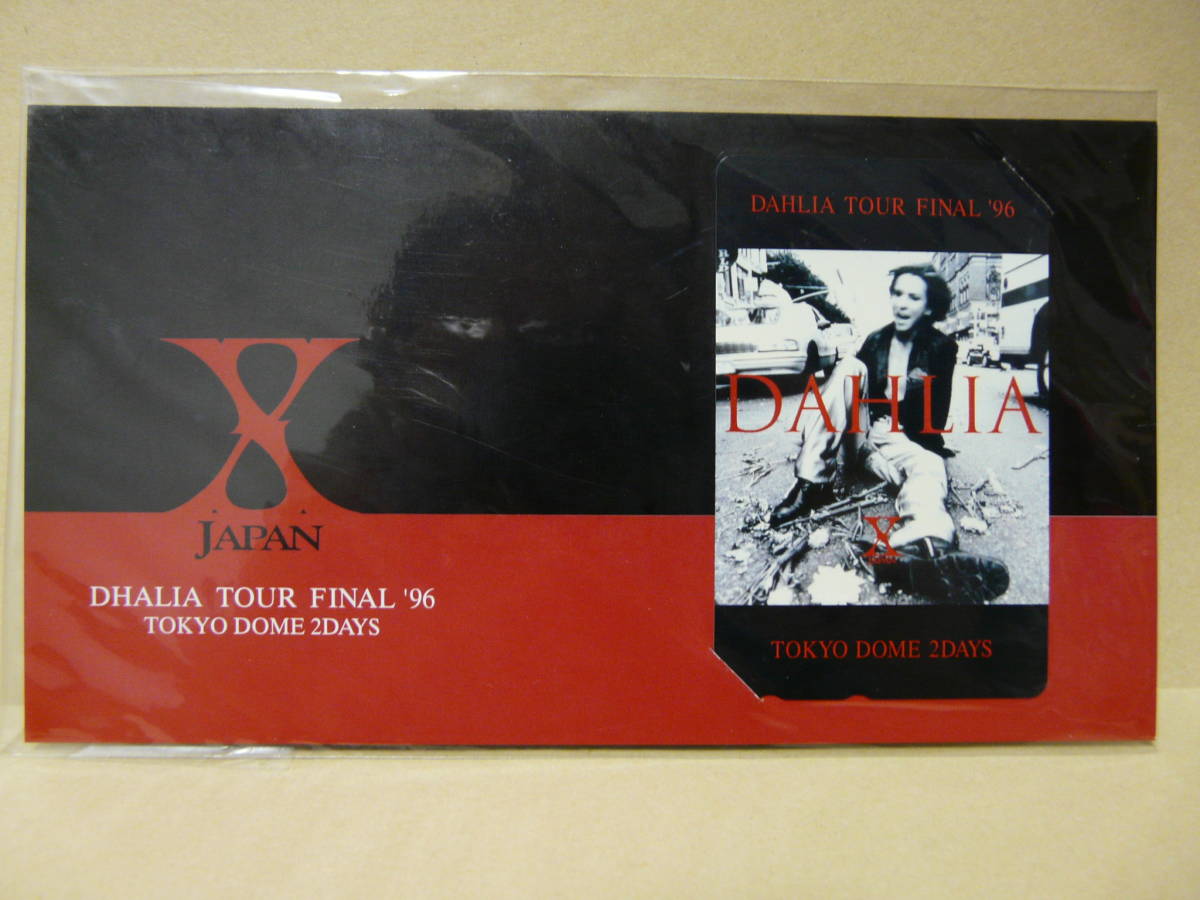 X
JAPAN
DHALIA TOUR FINAL '96
TOKYO DOME 2DAYS
DAHLIA TOUR FINAL '96
DAHLIA
X
TOKYO DOME 2DAYS